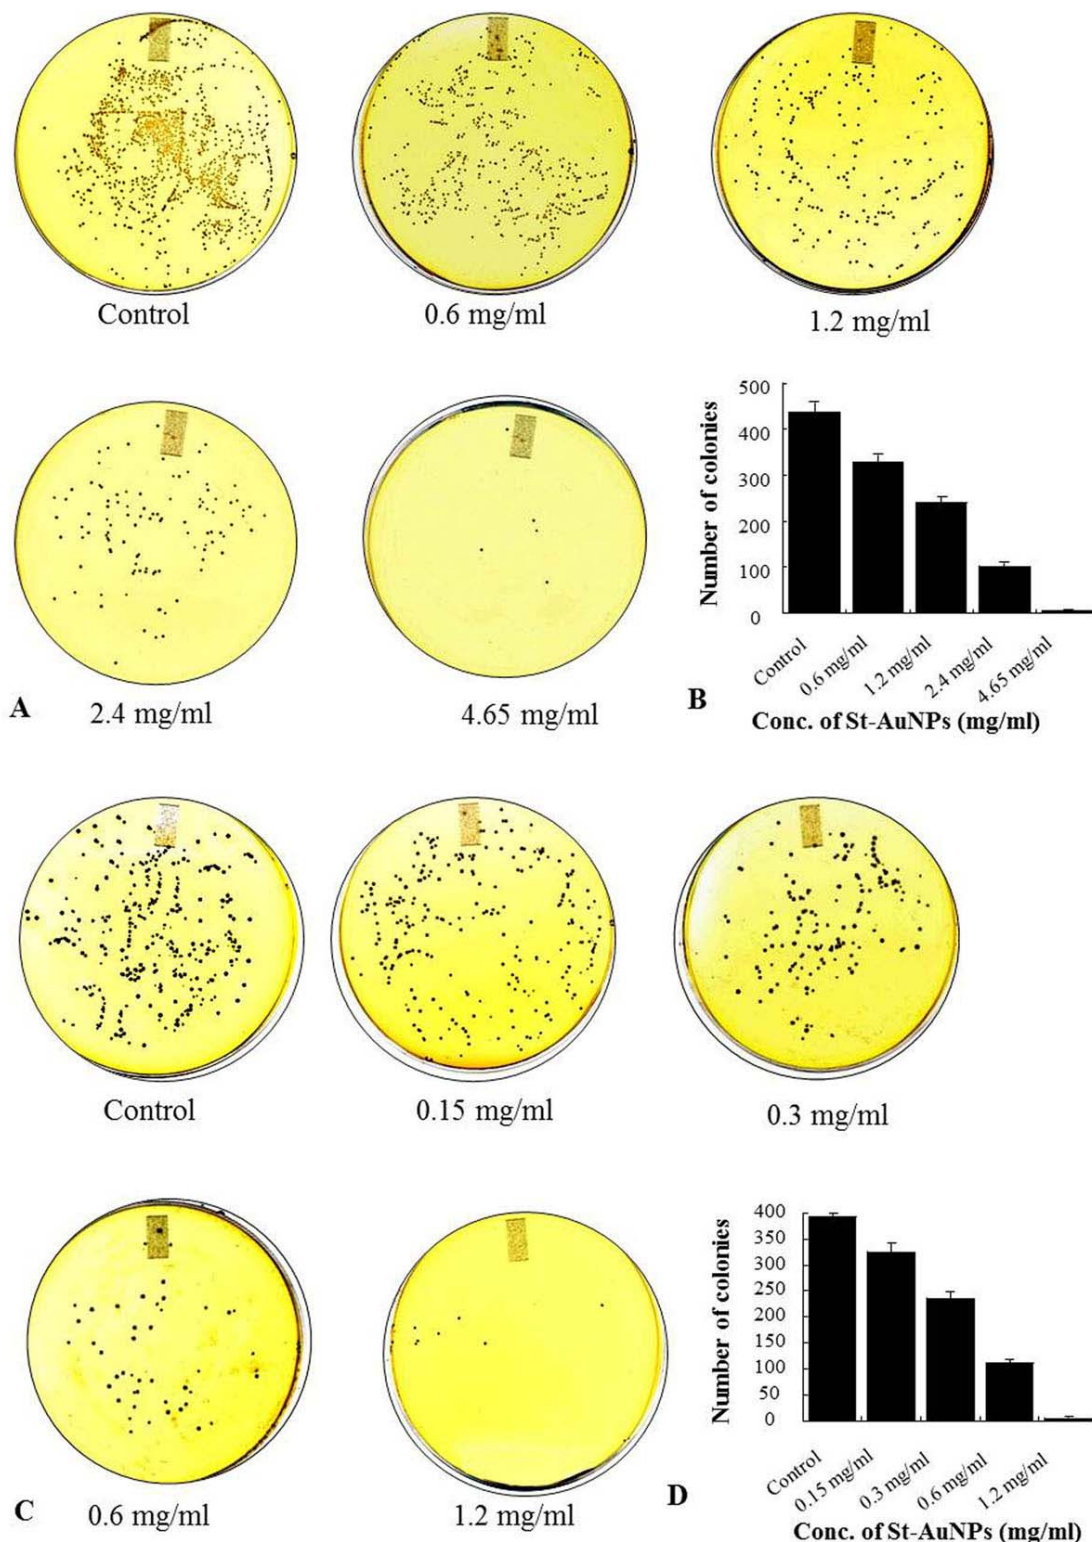 Control
0.6 mg/ml
1.2 mg/ml
2.4 mg/ml
4.65 mg/ml
A
Number of colonies
500
400
300
200
100
0
Control
0.6 mg/ml
1.2 mg/ml
2.4 mg/ml
4.65 mg/ml
B
Conc. of St-AuNPs (mg/ml)
Control
0.15 mg/ml
0.3 mg/ml
0.6 mg/ml
1.2 mg/ml
C
Number of colonies
400
350
300
250
200
150
100
50
0
Control
0.15 mg/ml
0.3 mg/ml
0.6 mg/ml
1.2 mg/ml
D
Conc. of St-AuNPs (mg/ml)